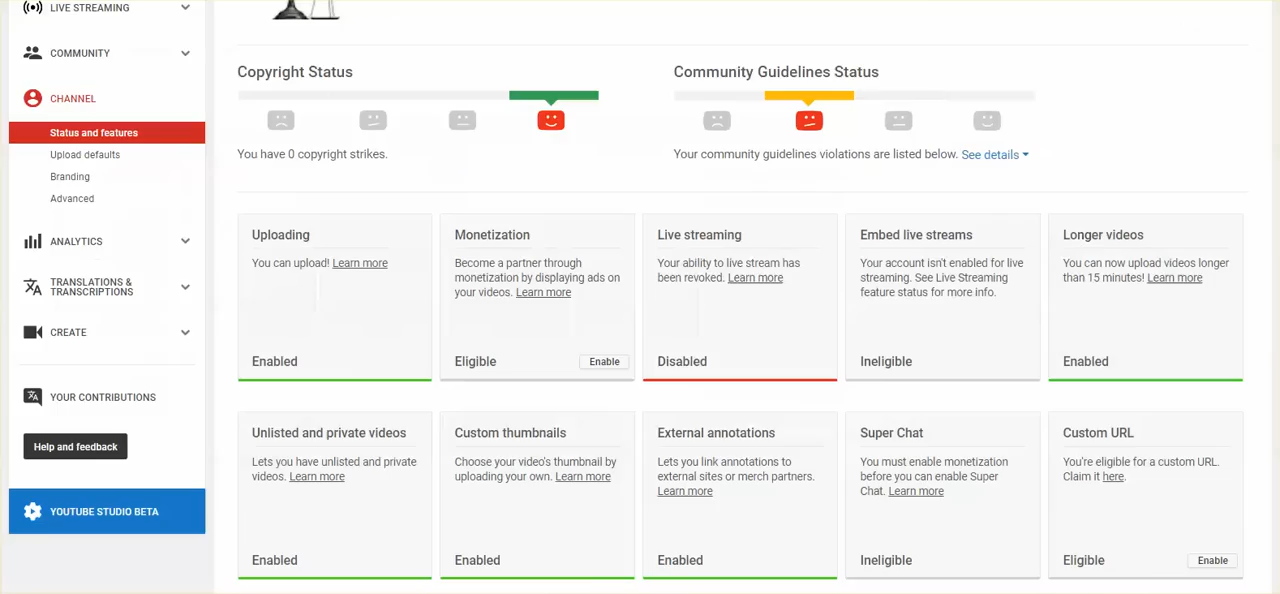 LIVE STREAMING
COMMUNITY
CHANNEL
Status and features
Upload defaults
Branding
Advanced
ANALYTICS
TRANSLATIONS &
TRANSCRIPTIONS
CREATE
YOUR CONTRIBUTIONS
Help and feedback
YOUTUBE STUDIO BETA
Copyright Status
You have 0 copyright strikes.
Community Guidelines Status
Your community guidelines violations are listed below. See details
Uploading
You can upload! Learn more
Enabled
Monetization
Become a partner through
monetization by displaying ads on
your videos. Learn more
Eligible
Enable
Live streaming
Your ability to live stream has
been revoked. Learn more
Disabled
Embed live streams
Your account isn't enabled for live
streaming. See Live Streaming
feature status for more info.
Ineligible
Longer videos
You can now upload videos longer
than 15 minutes! Learn more
Enabled
Unlisted and private videos
Lets you have unlisted and private
videos. Learn more
Enabled
Custom thumbnails
Choose your video's thumbnail by
uploading your own. Learn more
Enabled
External annotations
Lets you link annotations to
external sites or merch partners.
Learn more
Enabled
Super Chat
You must enable monetization
before you can enable Super
Chat. Learn more
Ineligible
Custom URL
You're eligible for a custom URL.
Claim it here.
Eligible
Enable